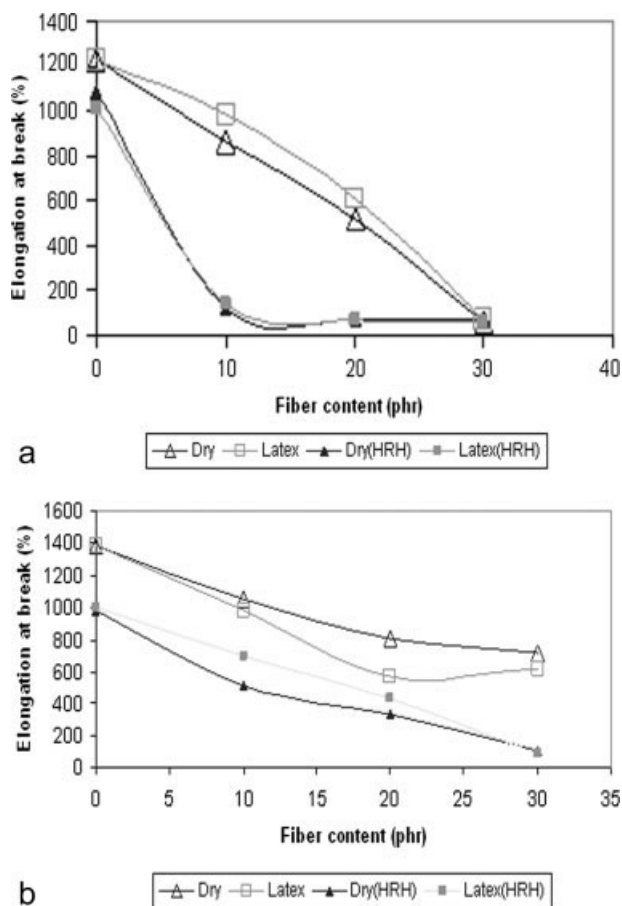 1400
1200
1000
800
600
400
200
0
Elongation at break (%)
0 10 20 30 40
Fiber content (phr)
a
Dry Latex Dry(HRH) Latex(HRH)
1600
1400
1200
1000
800
600
400
200
0
Elongation at break (%)
0 5 10 15 20 25 30 35
Fiber content (phr)
b
Dry Latex Dry(HRH) Latex(HRH)